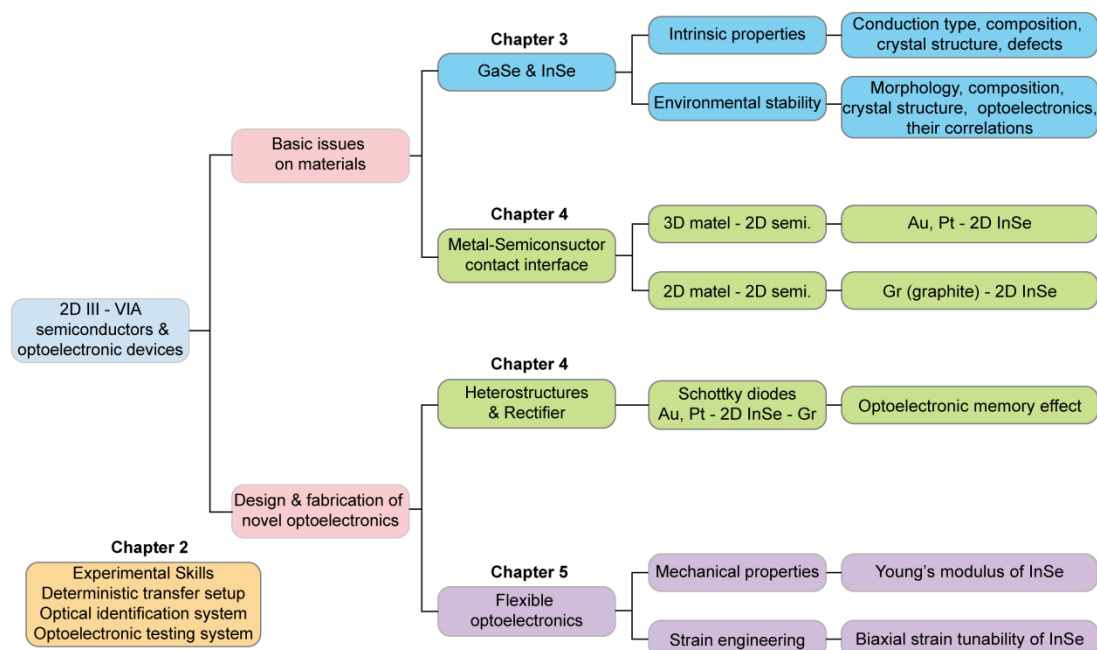 Chapter 3
GaSe & InSe
Intrinsic properties
Conduction type, composition,
crystal structure, defects
Environmental stability
Morphology, composition,
crystal structure, optoelectronics,
their correlations
Basic issues
on materials
Chapter 4
Metal-Semiconsuctor
contact interface
3D matel - 2D semi.
Au, Pt - 2D InSe
2D matel - 2D semi.
Gr (graphite) - 2D InSe
2D III - VIA
semiconductors &
optoelectronic devices
Chapter 4
Heterostructures
& Rectifier
Schottky diodes
Au, Pt - 2D InSe - Gr
Optoelectronic memory effect
Design & fabrication of
novel optoelectronics
Chapter 5
Flexible
optoelectronics
Mechanical properties
Young's modulus of InSe
Strain engineering
Biaxial strain tunability of InSe
Chapter 2
Experimental Skills
Deterministic transfer setup
Optical identification system
Optoelectronic testing system